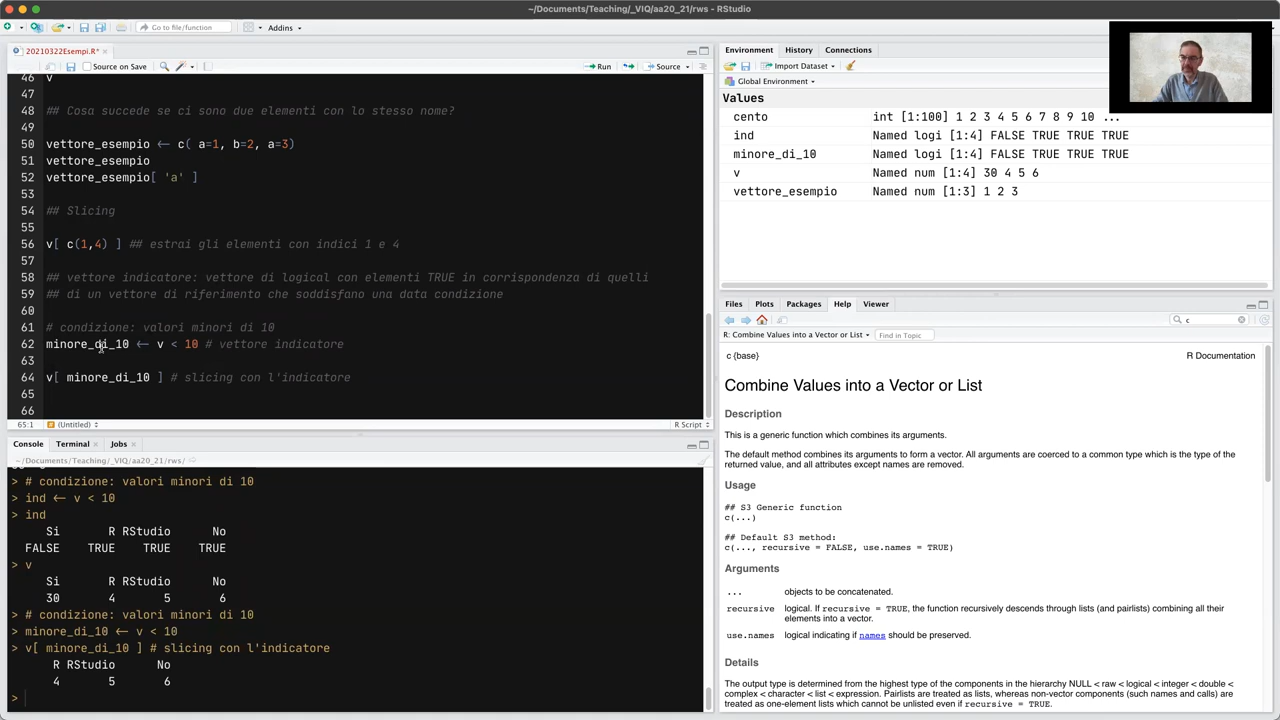 ~/Documents/Teaching/_VIQ/aa20_21/rws - RStudio
Go to file/function
Addins
20210322Esempi.R*
Source on Save
Run
Source
46 v
47
48 ## Cosa succede se ci sono due elementi con lo stesso nome?
49
50 vettore_esempio <- c( a=1, b=2, a=3)
51 vettore_esempio
52 vettore_esempio[ 'a' ]
53
54 ## Slicing
55
56 v[ c(1,4) ] ## estrai gli elementi con indici 1 e 4
57
58 ## vettore indicatore: vettore di logical con elementi TRUE in corrispondenza di quelli
59 ## di un vettore di riferimento che soddisfano una data condizione
60
61 # condizione: valori minori di 10
62 minore_di_10 <- v < 10 # vettore indicatore
63
64 v[ minore_di_10 ] # slicing con l'indicatore
65
66
65:1 (Untitled) R Script
Console Terminal Jobs
~/Documents/Teaching/_VIQ/aa20_21/rws/
> # condizione: valori minori di 10
> ind <- v < 10
> ind
Si R RStudio No
FALSE TRUE TRUE TRUE
> v
Si R RStudio No
30 4 5 6
> # condizione: valori minori di 10
> minore_di_10 <- v < 10
> v[ minore_di_10 ] # slicing con l'indicatore
R RStudio No
4 5 6
>
Environment History Connections
Import Dataset
Global Environment
Values
cento int [1:100] 1 2 3 4 5 6 7 8 9 10 ...
ind Named logi [1:4] FALSE TRUE TRUE TRUE
minore_di_10 Named logi [1:4] FALSE TRUE TRUE TRUE
v Named num [1:4] 30 4 5 6
vettore_esempio Named num [1:3] 1 2 3
Files Plots Packages Help Viewer
c
R: Combine Values into a Vector or List Find in Topic
c {base} R Documentation
Combine Values into a Vector or List
Description
This is a generic function which combines its arguments.
The default method combines its arguments to form a vector. All arguments are coerced to a common type which is the type of the
returned value, and all attributes except names are removed.
Usage
## S3 Generic function
c(...)
## Default S3 method:
c(..., recursive = FALSE, use.names = TRUE)
Arguments
... objects to be concatenated.
recursive logical. If recursive = TRUE, the function recursively descends through lists (and pairlists) combining all their
elements into a vector.
use.names logical indicating if names should be preserved.
Details
The output type is determined from the highest type of the components in the hierarchy NULL < raw < logical < integer < double <
complex < character < list < expression. Pairlists are treated as lists, whereas non-vector components (such names and calls) are
treated as one-element lists which cannot be unlisted even if recursive = TRUE.